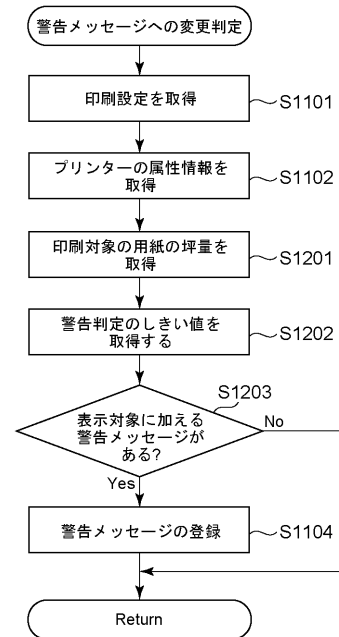 警告メッセージへの変更判定
印刷設定を取得
S1101
プリンターの属性情報を
取得
S1102
印刷対象の用紙の坪量を
取得
S1201
警告判定のしきい値を
取得する
S1202
S1203
表示対象に加える
警告メッセージが
ある?
No
Yes
警告メッセージの登録
S1104
Return